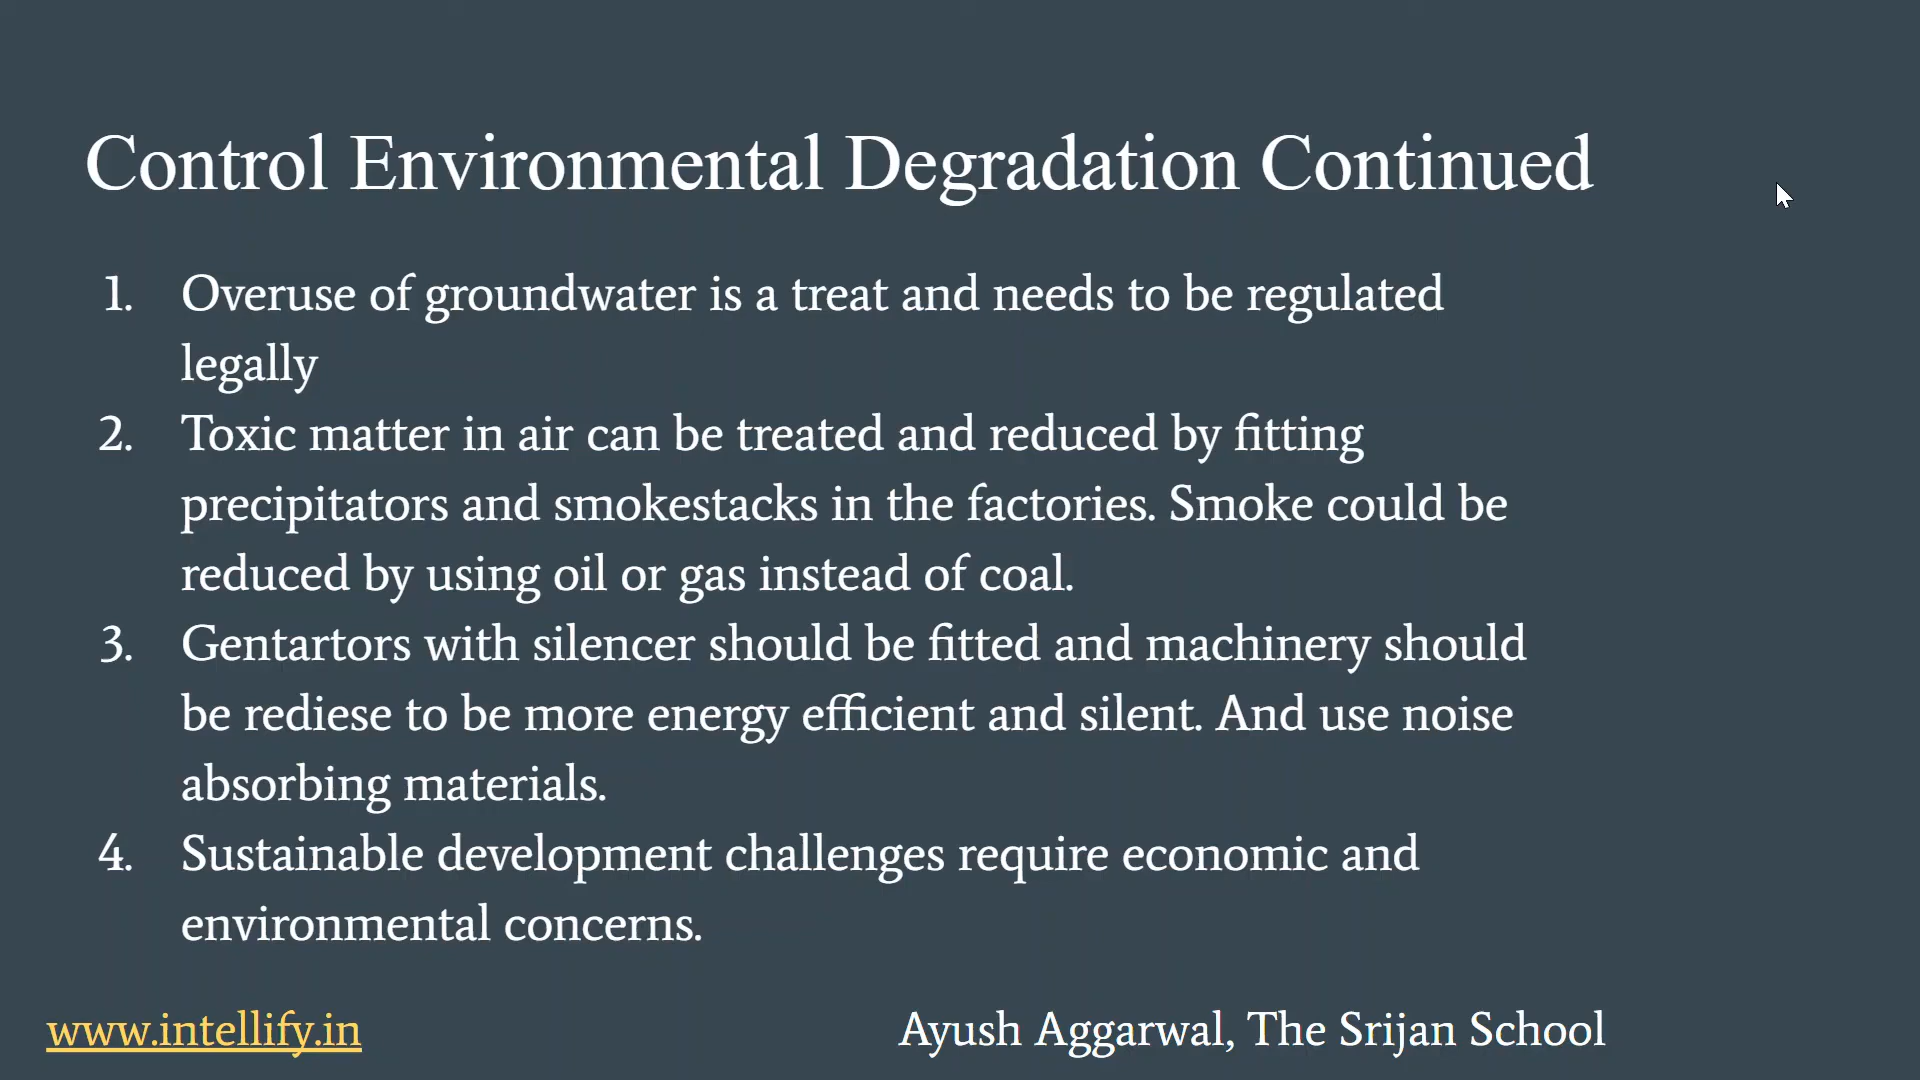 Control Environmental Degradation Continued
1. Overuse of groundwater is a treat and needs to be regulated
legally
2. Toxic matter in air can be treated and reduced by fitting
precipitators and smokestacks in the factories. Smoke could be
reduced by using oil or gas instead of coal.
3. Gentartors with silencer should be fitted and machinery should
be rediese to be more energy efficient and silent. And use noise
absorbing materials.
4. Sustainable development challenges require economic and
environmental concerns.
www.intellify.in
Ayush Aggarwal, The Srijan School